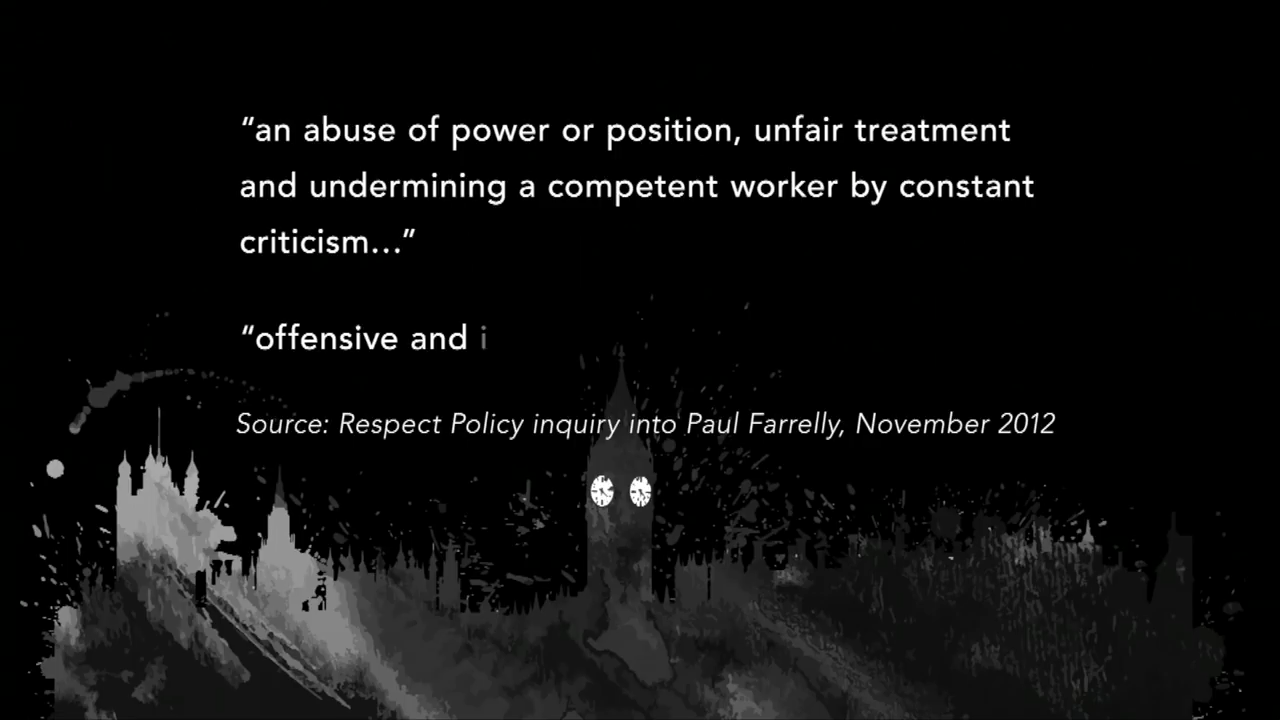 “an abuse of power or position, unfair treatment
and undermining a competent worker by constant
criticism…”
“offensive and i
Source: Respect Policy inquiry into Paul Farrelly, November 2012